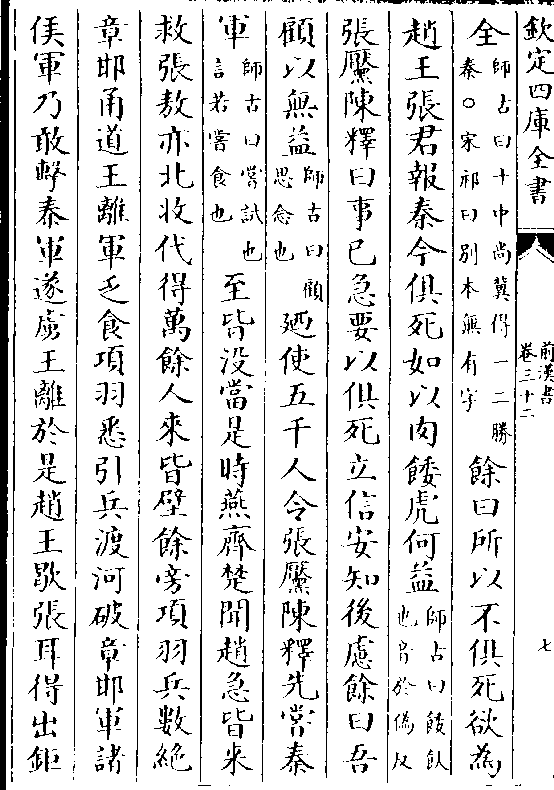 欽定四庫全書
前漢書
卷三十二
七
全師古曰十中尚冀得一二勝秦○宋祁曰別本無有字餘曰所以不俱死欲為
趙王張君報秦今俱死如以肉餧虎何益師古曰餧飤也音於偽反
張黶陳釋曰事已急要以俱死立信安知後慮餘曰吾
顧以無益師古曰顧思念也廼使五千人令張黶陳釋先嘗秦
軍師古曰嘗試也言若嘗食也至皆没當是時燕齊楚聞趙急皆来
救張敖亦北收代得萬餘人來皆壁餘旁項羽兵數絶
章邯甬道王離軍乏食項羽悉引兵渡河破章邯軍諸
侯軍乃敢擊秦軍遂虜王離於是趙王歇張耳得出鉅